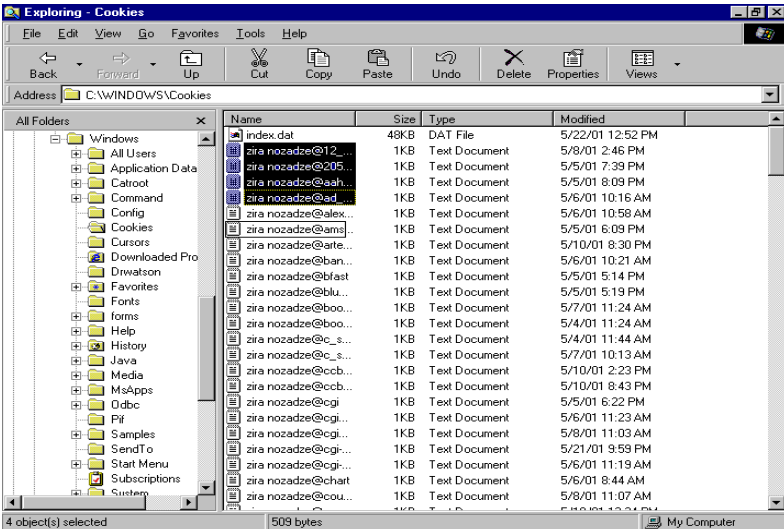 Exploring - Cookies
File Edit View Go Favorites Tools Help
Back Forward Up Cut Copy Paste Undo Delete Properties Views
Address C:\WINDOWS\Cookies
All Folders
Windows
All Users
Application Data
Catroot
Command
Config
Cookies
Cursors
Downloaded Pro
Drwatson
Favorites
Fonts
forms
Help
History
Java
Media
MsApps
Odbc
Pif
Samples
SendTo
Start Menu
Subscriptions
System
Name Size Type Modified
index.dat 48KB DAT File 5/22/01 12:52 PM
zira nozadze@12_... 1KB Text Document 5/8/01 2:46 PM
zira nozadze@205... 1KB Text Document 5/5/01 7:39 PM
zira nozadze@aah... 1KB Text Document 5/5/01 8:09 PM
zira nozadze@ad_... 1KB Text Document 5/6/01 10:16 AM
zira nozadze@alex... 1KB Text Document 5/6/01 10:58 AM
zira nozadze@ams... 1KB Text Document 5/5/01 6:09 PM
zira nozadze@arte... 1KB Text Document 5/10/01 8:30 PM
zira nozadze@ban... 1KB Text Document 5/6/01 10:21 AM
zira nozadze@bfast 1KB Text Document 5/5/01 5:14 PM
zira nozadze@blu... 1KB Text Document 5/5/01 5:19 PM
zira nozadze@boo... 1KB Text Document 5/7/01 11:24 AM
zira nozadze@boo... 1KB Text Document 5/4/01 11:24 AM
zira nozadze@c_s... 1KB Text Document 5/4/01 11:44 AM
zira nozadze@c_s... 1KB Text Document 5/7/01 10:13 AM
zira nozadze@ccb... 1KB Text Document 5/10/01 2:23 PM
zira nozadze@ccb... 1KB Text Document 5/10/01 8:43 PM
zira nozadze@cgi 1KB Text Document 5/5/01 6:22 PM
zira nozadze@cgi... 1KB Text Document 5/6/01 11:23 AM
zira nozadze@cgi... 1KB Text Document 5/8/01 11:03 AM
zira nozadze@cgi-... 1KB Text Document 5/21/01 9:59 PM
zira nozadze@cgi-... 1KB Text Document 5/6/01 11:19 AM
zira nozadze@chart 1KB Text Document 5/6/01 8:44 AM
zira nozadze@cou... 1KB Text Document 5/8/01 11:07 AM
4 object(s) selected 509 bytes My Computer